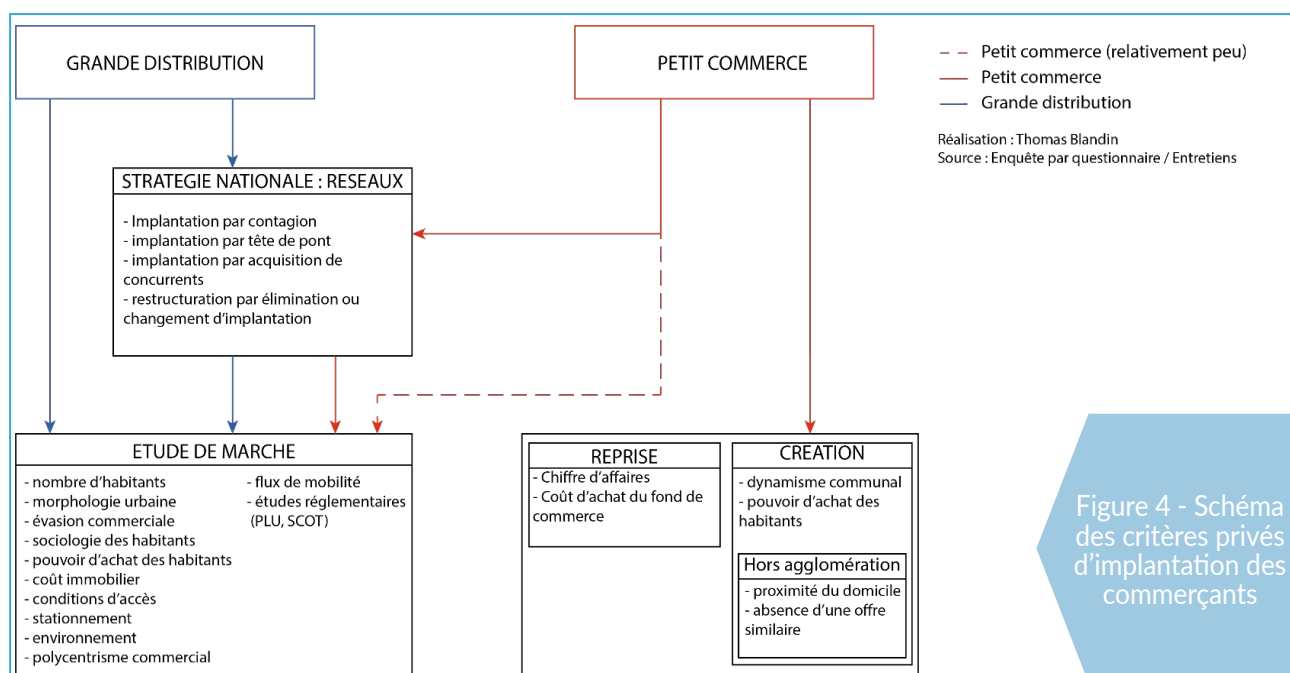 GRANDE DISTRIBUTION
PETIT COMMERCE
Petit commerce (relativement peu)
Petit commerce
Grande distribution
Réalisation : Thomas Blandin
Source : Enquête par questionnaire / Entretiens
STRATEGIE NATIONALE : RESEAUX
- Implantation par contagion
- implantation par tête de pont
- implantation par acquisition de
concurrents
- restructuration par élimination ou
changement d'implantation
ETUDE DE MARCHE
- nombre d'habitants
- morphologie urbaine
- évasion commerciale
- sociologie des habitants
- pouvoir d'achat des habitants
- coût immobilier
- conditions d'accès
- stationnement
- environnement
- polycentrisme commercial
- flux de mobilité
- études réglementaires
(PLU, SCOT)
REPRISE
- Chiffre d'affaires
- Coût d'achat du fond de
commerce
CREATION
- dynamisme communal
- pouvoir d'achat des
habitants
Hors agglomération
- proximité du domicile
- absence d'une offre
similaire
Figure 4 - Schéma
des critères privés
d'implantation des
commerçants